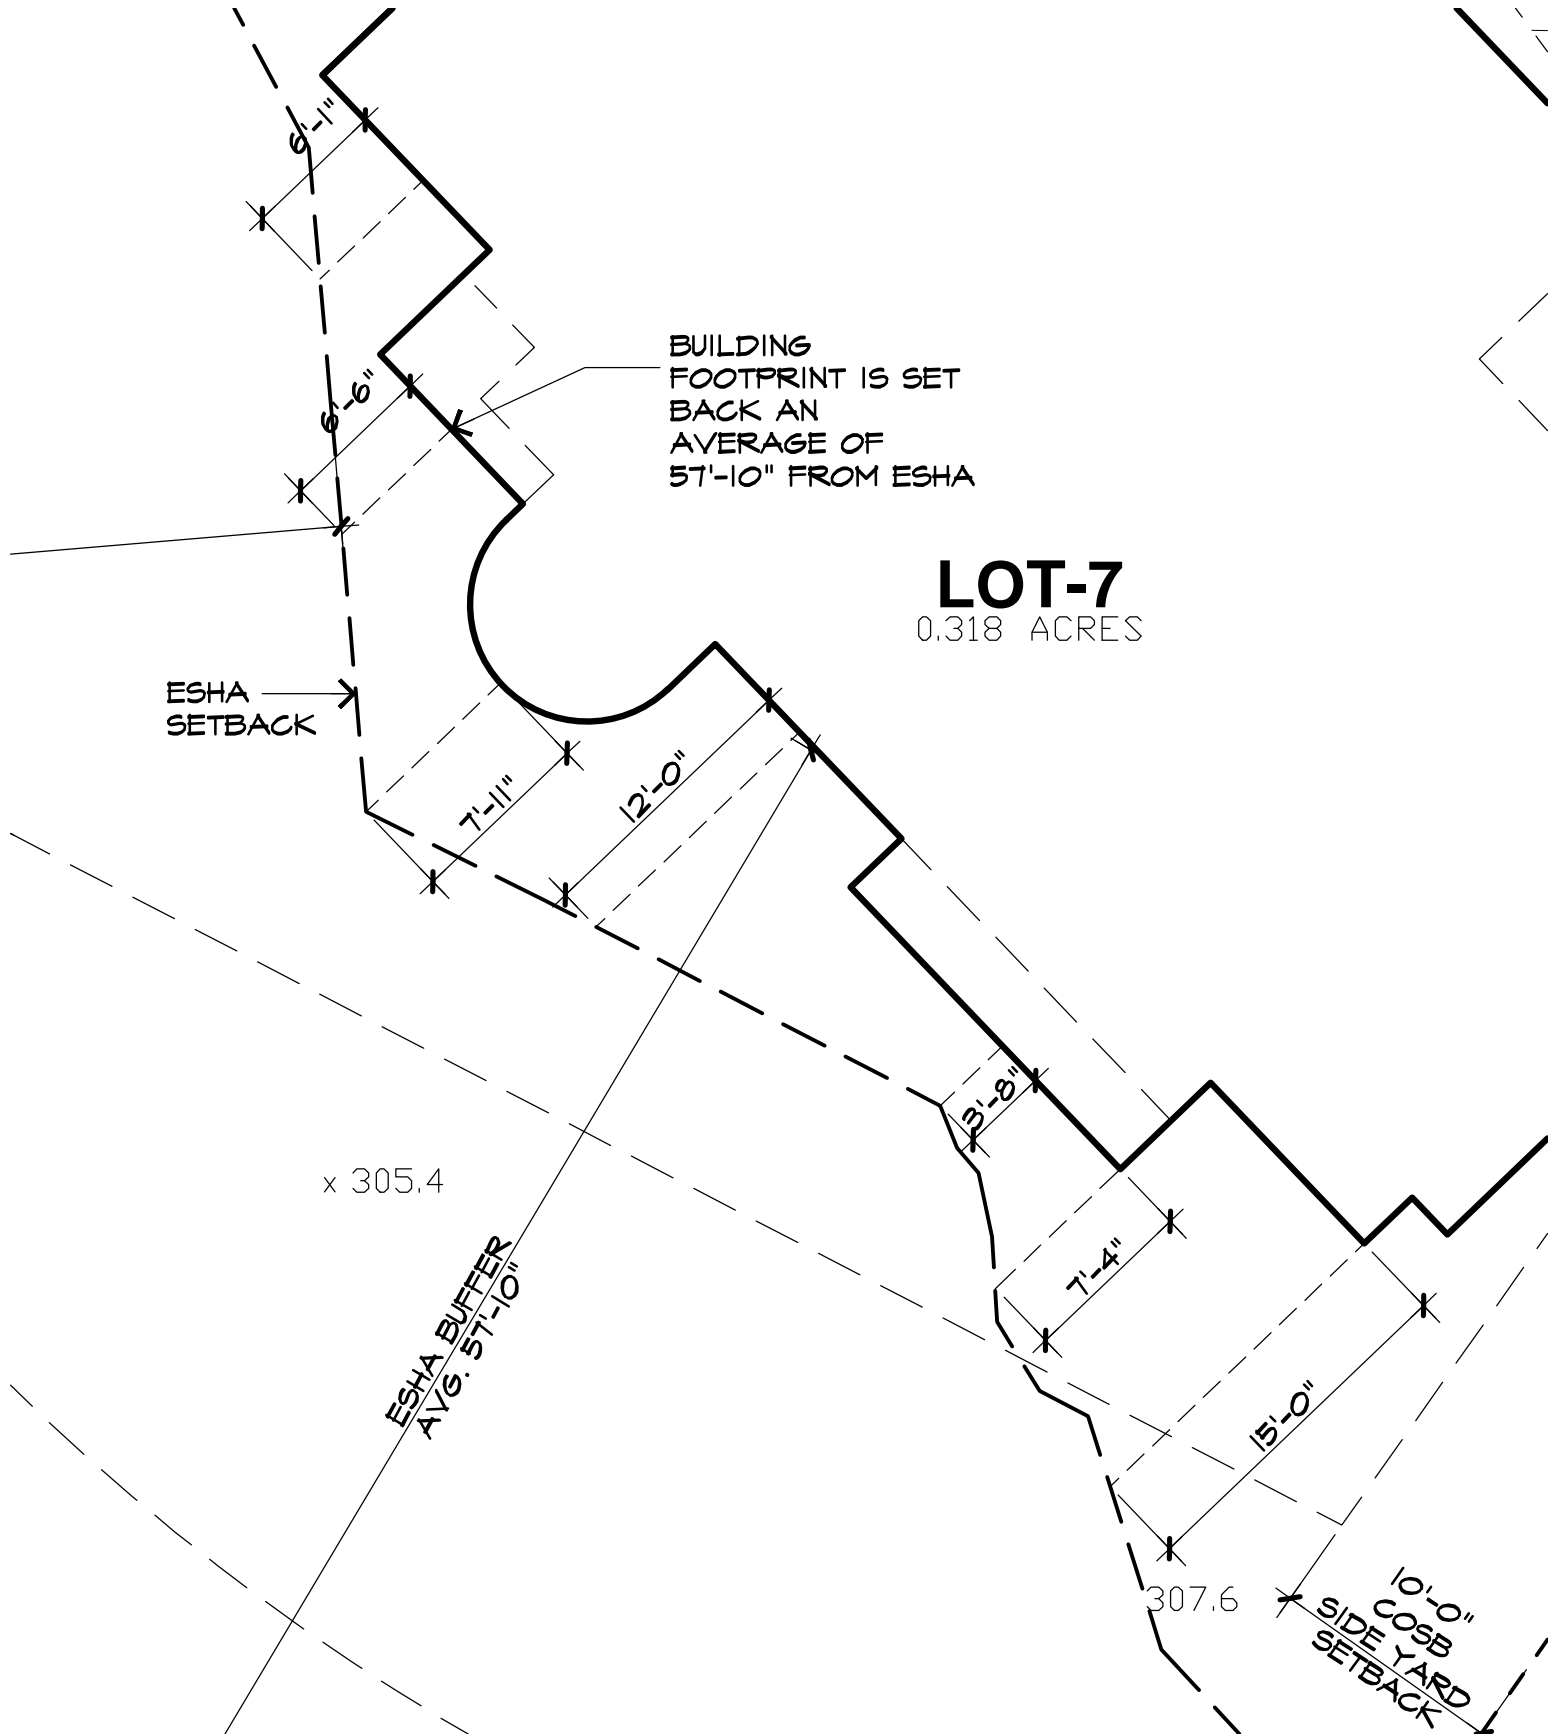 6'-1"
6'-6"
BUILDING
FOOTPRINT IS SET
BACK AN
AVERAGE OF
57'-10" FROM ESHA
LOT-7
0.318 ACRES
ESHA
SETBACK
7'-11"
12'-0"
3'-8"
x 305.4
7'-4"
ESHA BUFFER
AVG. 57'-10"
15'-0"
307.6
10'-0"
COSB
SIDE YARD
SETBACK